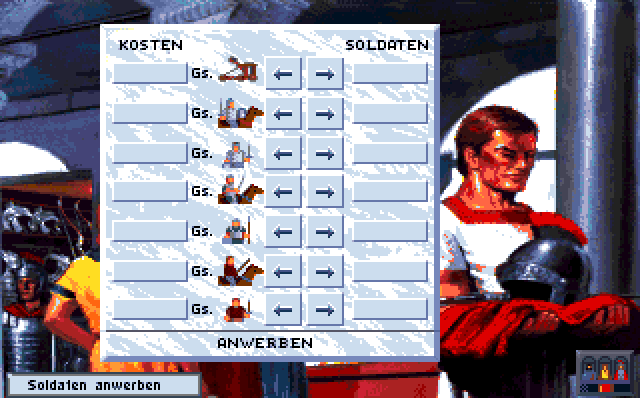 KOSTEN SOLDATEN
Gs.
Gs.
Gs.
Gs.
Gs.
Gs.
Gs.
ANWERBEN
Soldaten anwerben